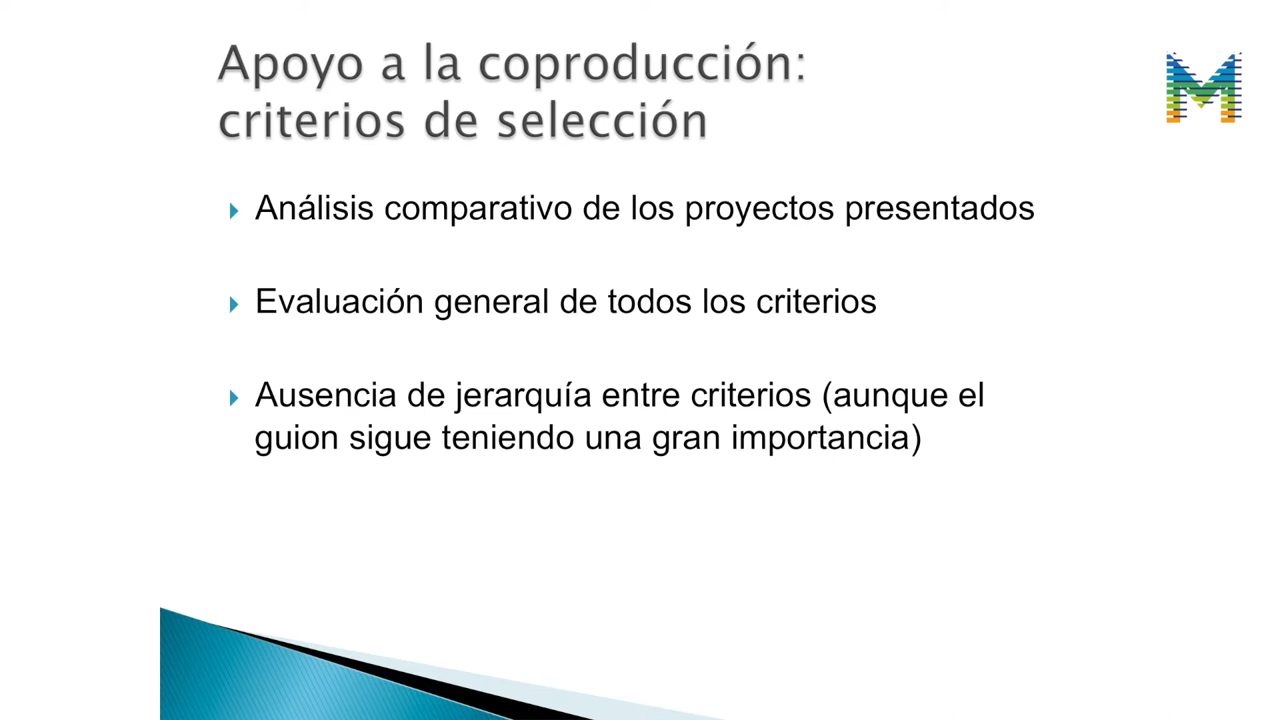 Apoyo a la coproducción:
criterios de selección
Análisis comparativo de los proyectos presentados
Evaluación general de todos los criterios
Ausencia de jerarquía entre criterios (aunque el
guion sigue teniendo una gran importancia)